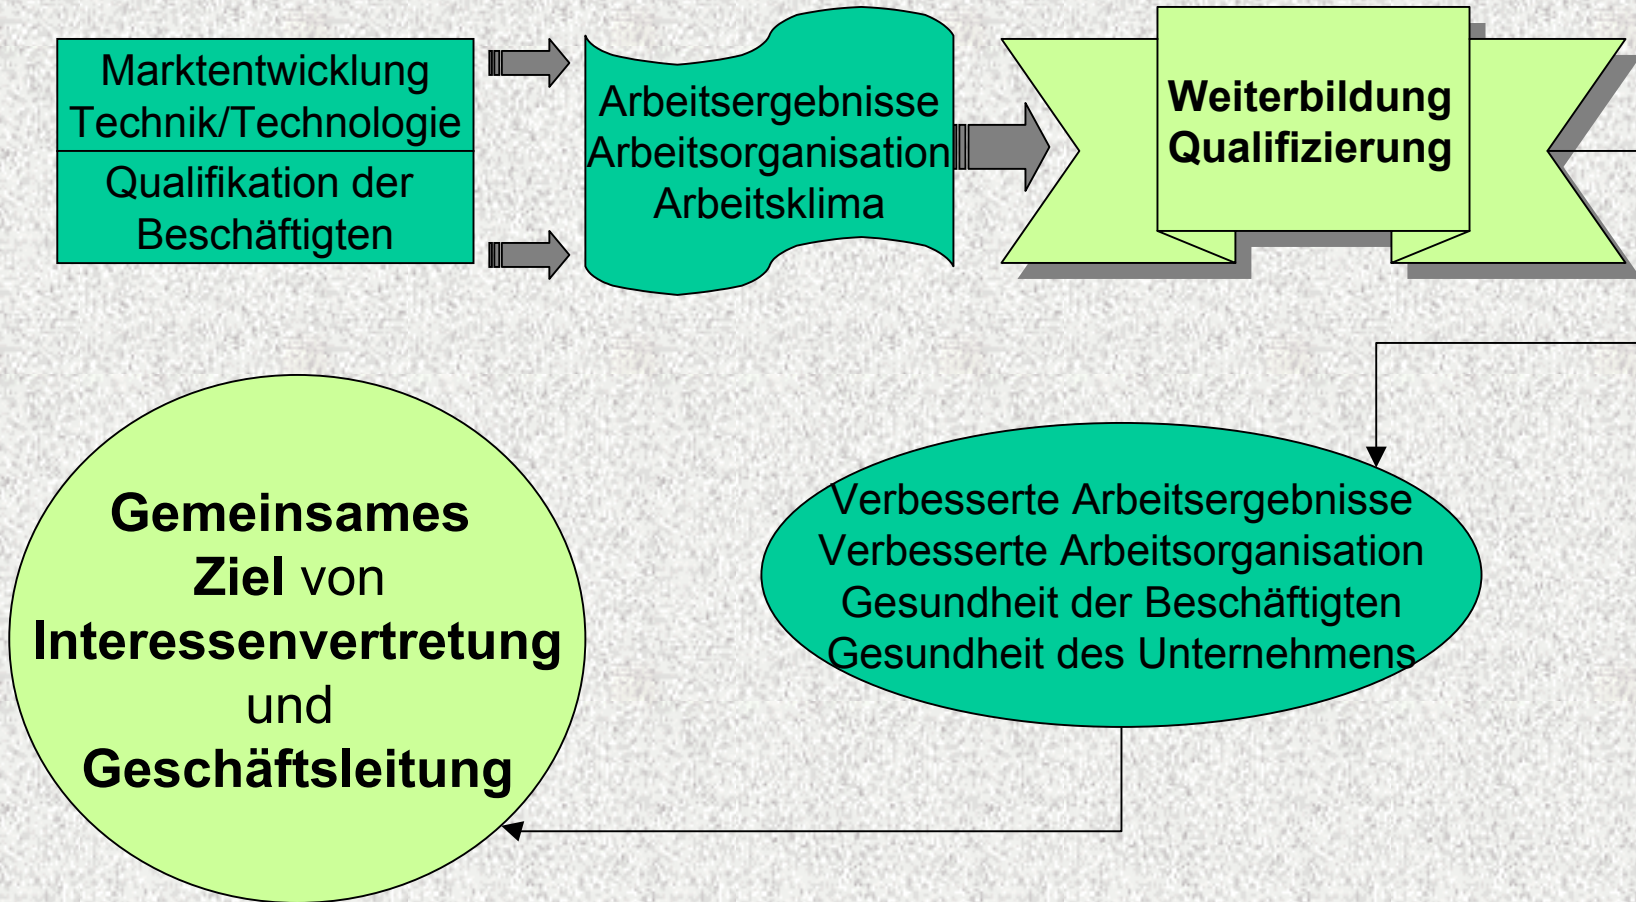 Marktentwicklung
Technik/Technologie
Qualifikation der
Beschäftigten
Arbeitsergebnisse
Arbeitsorganisation
Arbeitsklima
Weiterbildung
Qualifizierung
Gemeinsames
Ziel von
Interessenvertretung
und
Geschäftsleitung
Verbesserte Arbeitsergebnisse
Verbesserte Arbeitsorganisation
Gesundheit der Beschäftigten
Gesundheit des Unternehmens